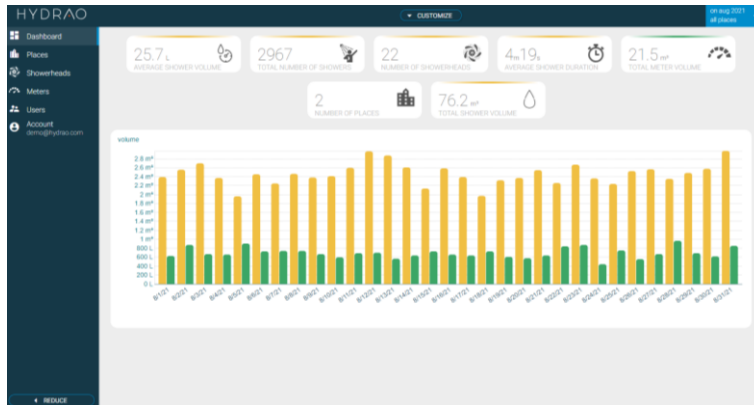 HYDRAO
CUSTOMIZE
on aug 2021
all places
Dashboard
Places
Showerheads
Meters
Users
Account
demo@hydrao.com
25.7 L
AVERAGE SHOWER VOLUME
2967
TOTAL NUMBER OF SHOWERS
22
NUMBER OF SHOWERHEADS
4m19s
AVERAGE SHOWER DURATION
21.5 m³
TOTAL METER VOLUME
2
NUMBER OF PLACES
76.2 m³
TOTAL SHOWER VOLUME
volume
2.8 m³
2.6 m³
2.4 m³
2.2 m³
2 m³
1.8 m³
1.6 m³
1.4 m³
1.2 m³
1 m³
800 L
600 L
400 L
200 L
0 L
8/1/21 8/2/21 8/3/21 8/4/21 8/5/21 8/6/21 8/7/21 8/8/21 8/9/21 8/10/21 8/11/21 8/12/21 8/13/21 8/14/21 8/15/21 8/16/21 8/17/21 8/18/21 8/19/21 8/20/21 8/21/21 8/22/21 8/23/21 8/24/21 8/25/21 8/26/21 8/27/21 8/28/21 8/29/21 8/30/21 8/31/21
REDUCE